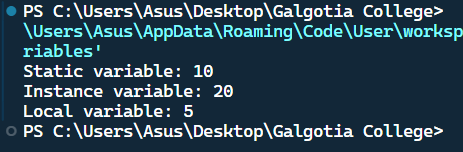 PS C:\Users\Asus\Desktop\Galgotia College>
\Users\Asus\AppData\Roaming\Code\User\worksp
riables'
Static variable: 10
Instance variable: 20
Local variable: 5
PS C:\Users\Asus\Desktop\Galgotia College>